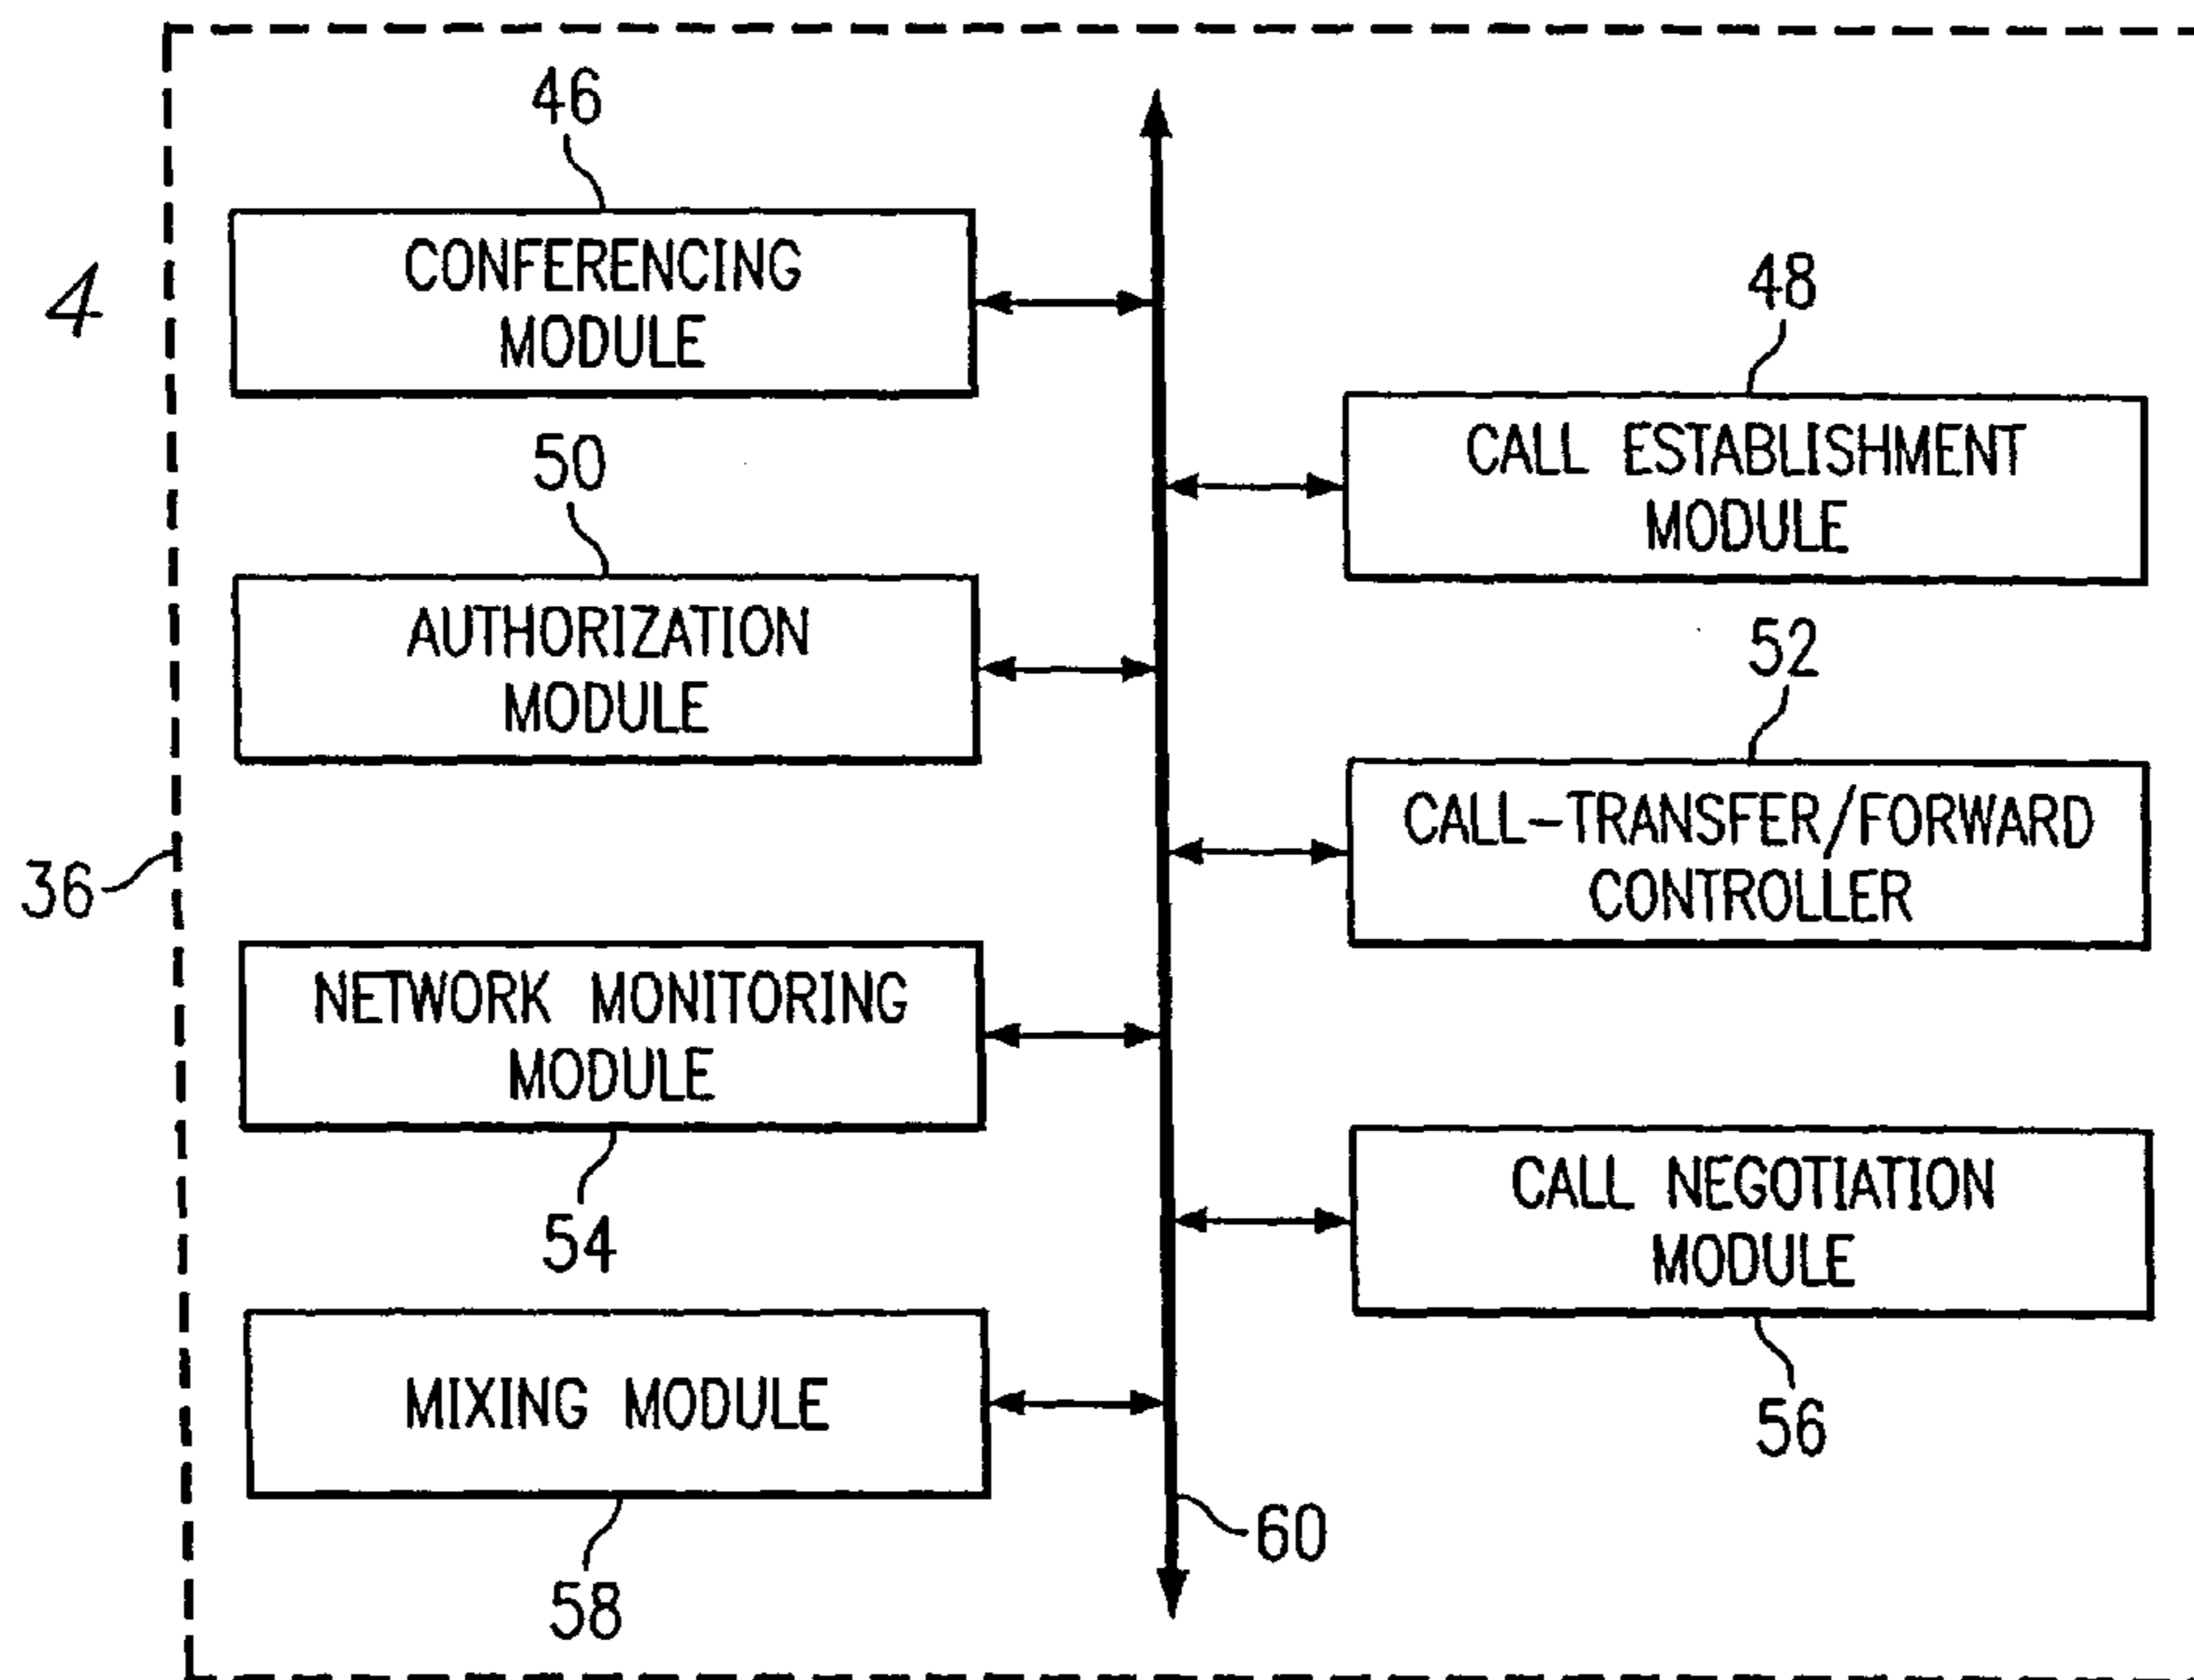 46
CONFERENCING
MODULE
4
48
CALL ESTABLISHMENT
MODULE
50
AUTHORIZATION
MODULE
52
CALL-TRANSFER/FORWARD
CONTROLLER
36
NETWORK MONITORING
MODULE
54
CALL NEGOTIATION
MODULE
56
MIXING MODULE
58
60